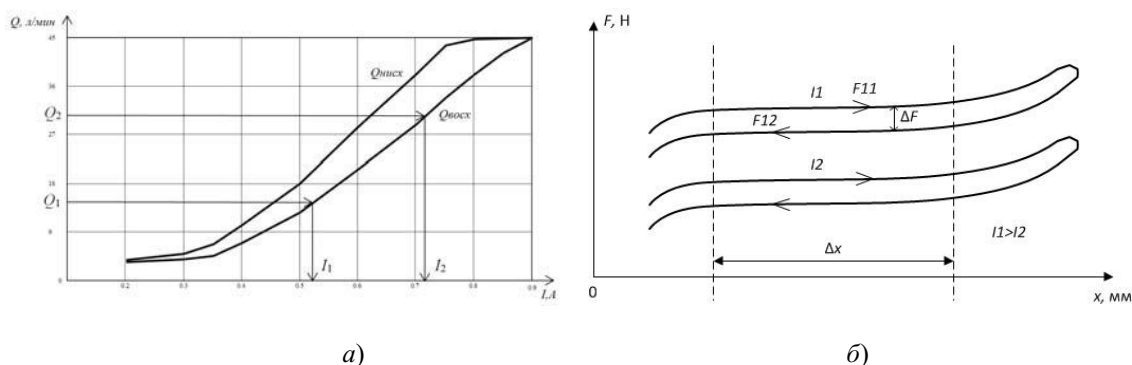 Q, л/мин
45
36
27
18
9
0
Q2
Q1
Qнисх
Qвосх
I1
I2
0.2
0.3
0.4
0.5
0.6
0.7
0.8
0.9
I,A
а)
F, Н
I1
F11
F12
ΔF
I2
I1>I2
Δx
0
x, мм
б)